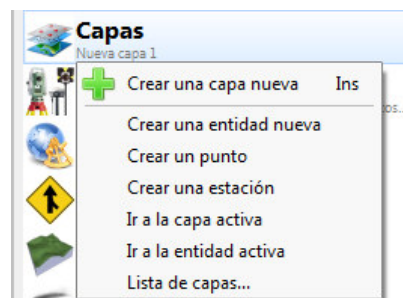 Capas
Nueva capa 1
Crear una capa nueva Ins
os...
Crear una entidad nueva
Crear un punto
Crear una estación
Ir a la capa activa
Ir a la entidad activa
Lista de capas...